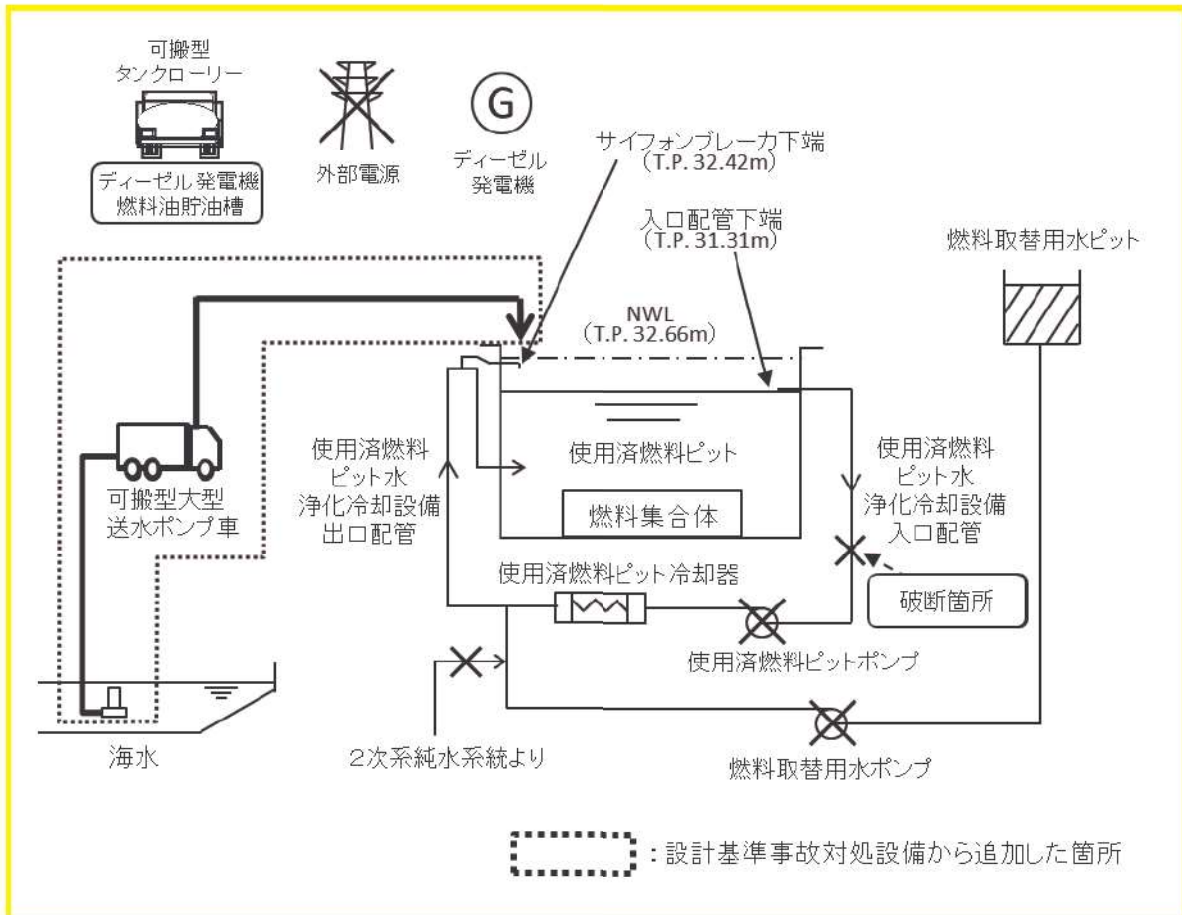 可搬型
タンクローリー
ディーゼル発電機
燃料油貯油槽
外部電源
G
ディーゼル
発電機
サイフォンブレーカ下端
(T.P. 32.42m)
入口配管下端
(T.P. 31.31m)
燃料取替用水ピット
NWL
(T.P. 32.66m)
可搬型大型
送水ポンプ車
使用済燃料
ピット水
浄化冷却設備
出口配管
使用済燃料ピット
燃料集合体
使用済燃料
ピット水
浄化冷却設備
入口配管
破断箇所
使用済燃料ピット冷却器
使用済燃料ピットポンプ
海水
2次系純水系統より
燃料取替用水ポンプ
:設計基準事故対処設備から追加した箇所